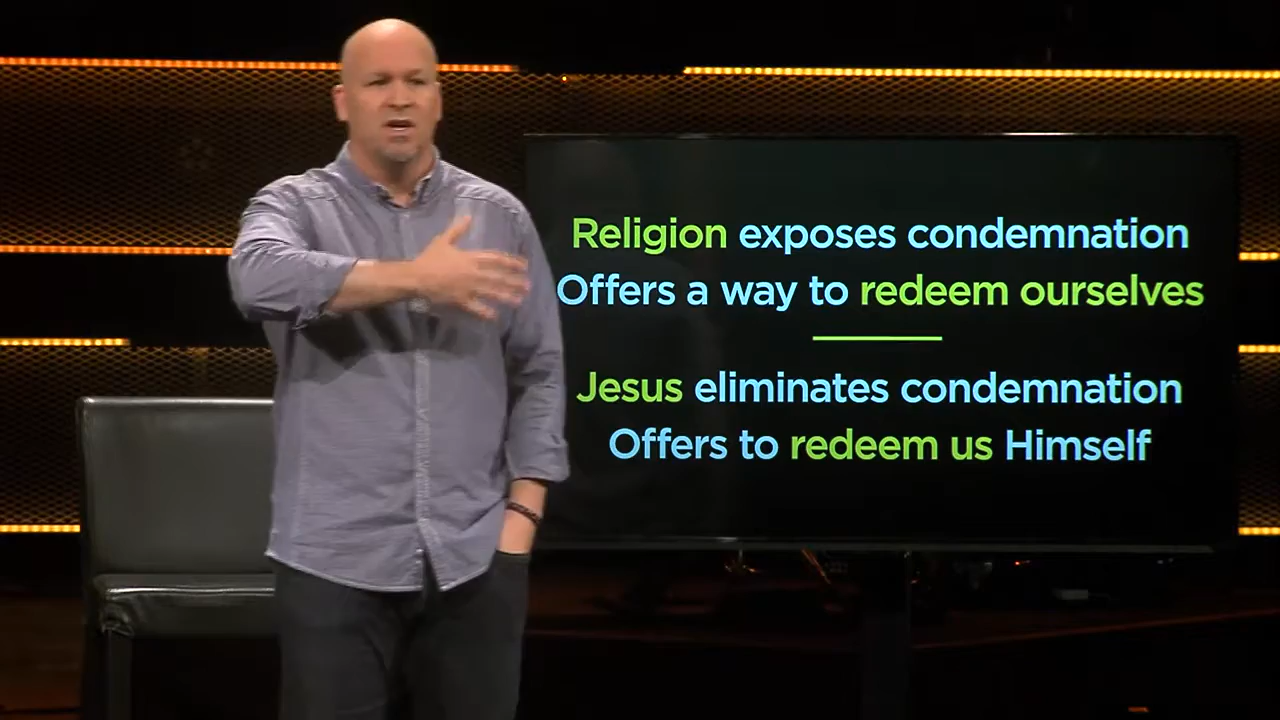 Religion exposes condemnation
Offers a way to redeem ourselves
Jesus eliminates condemnation
Offers to redeem us Himself